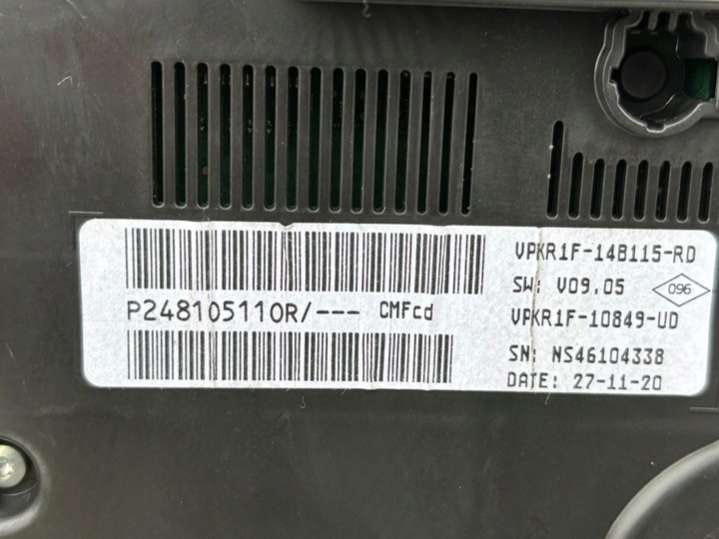 VPKR1F-14B115-RD
SW: V09.05
096
P248105110R/--- CMFcd
VPKR1F-10849-UD
SN: NS46104338
DATE: 27-11-20